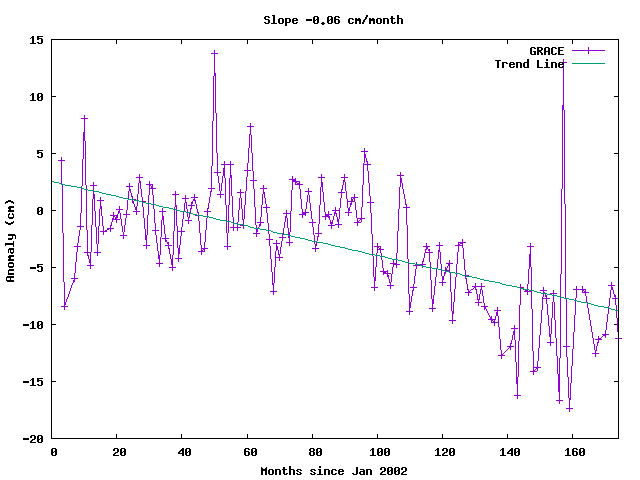 Slope -0.06 cm/month
GRACE
Trend Line
15
10
5
0
-5
-10
-15
-20
Anomaly (cm)
0 20 40 60 80 100 120 140 160
Months since Jan 2002